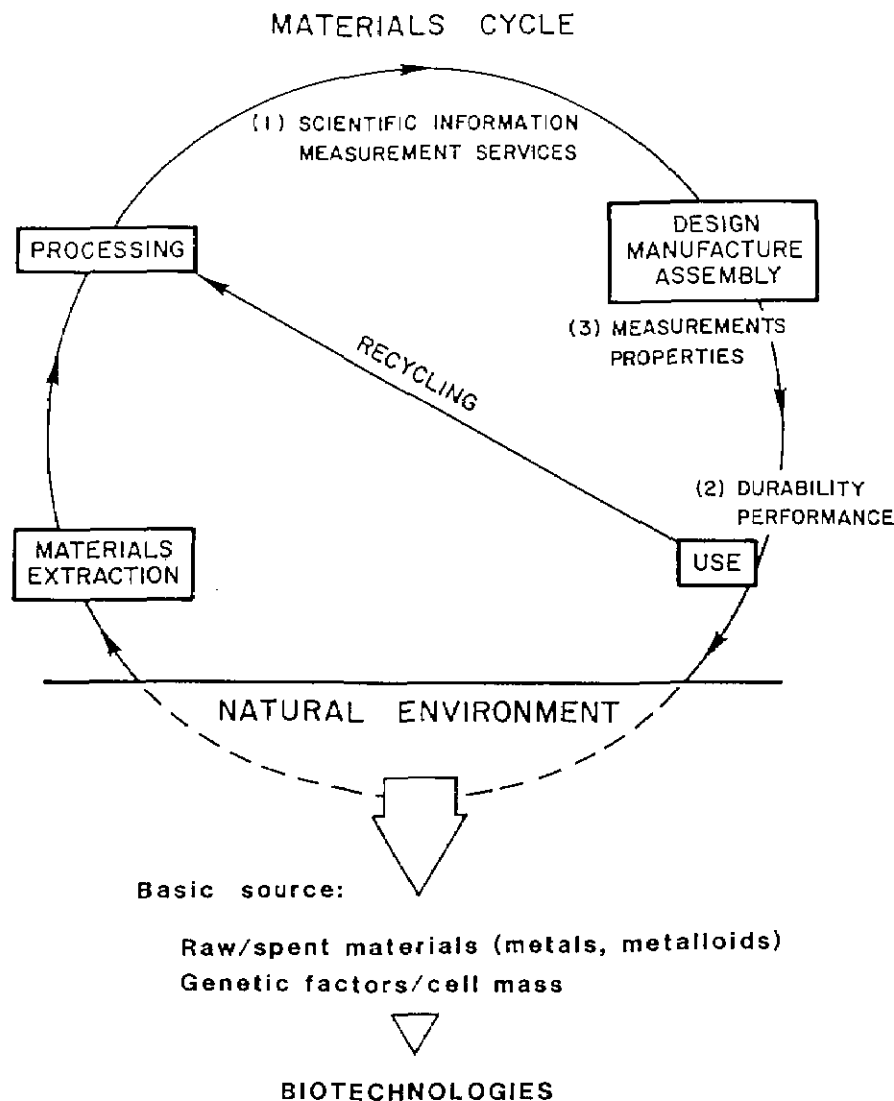 MATERIALS CYCLE
(1) SCIENTIFIC INFORMATION
MEASUREMENT SERVICES
PROCESSING
DESIGN
MANUFACTURE
ASSEMBLY
(3) MEASUREMENTS
PROPERTIES
RECYCLING
(2) DURABILITY
PERFORMANCE
MATERIALS
EXTRACTION
USE
NATURAL ENVIRONMENT
Basic source:
Raw/spent materials (metals, metalloids)
Genetic factors/cell mass
BIOTECHNOLOGIES